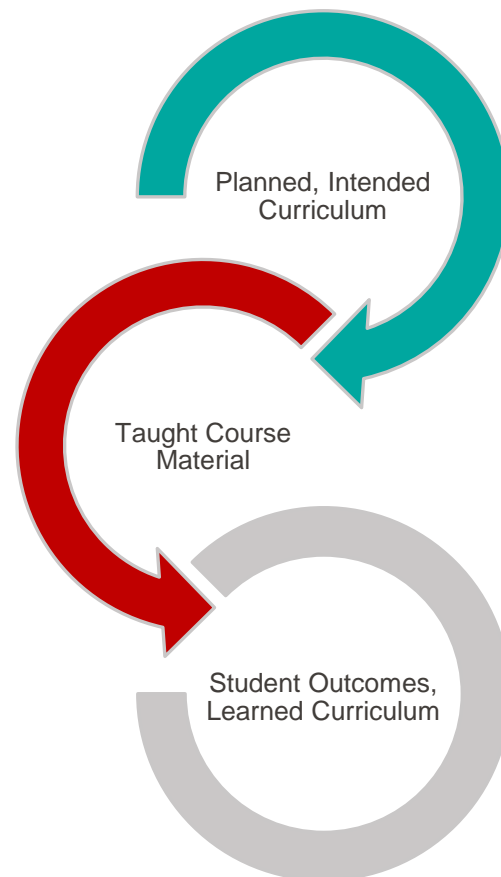 Planned, Intended
Curriculum
Taught Course
Material
Student Outcomes,
Learned Curriculum